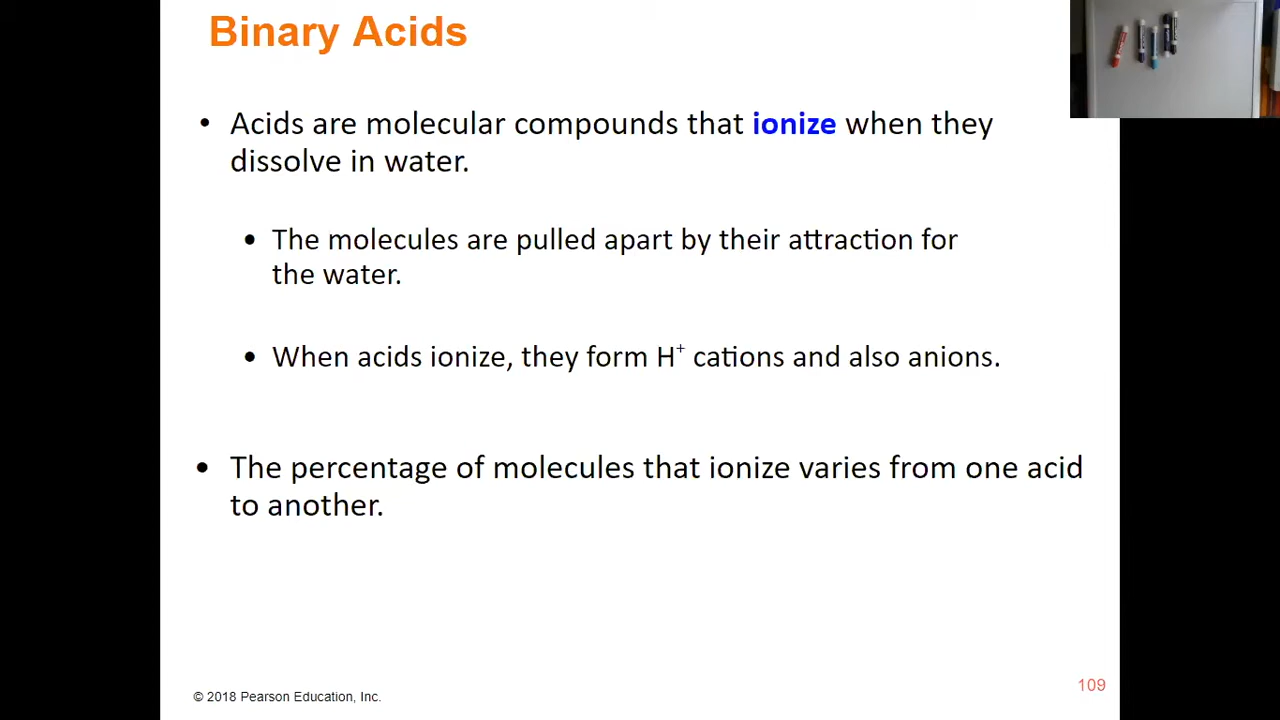 Binary Acids
• Acids are molecular compounds that ionize when they
dissolve in water.
• The molecules are pulled apart by their attraction for
the water.
• When acids ionize, they form H⁺ cations and also anions.
• The percentage of molecules that ionize varies from one acid
to another.
© 2018 Pearson Education, Inc.
109